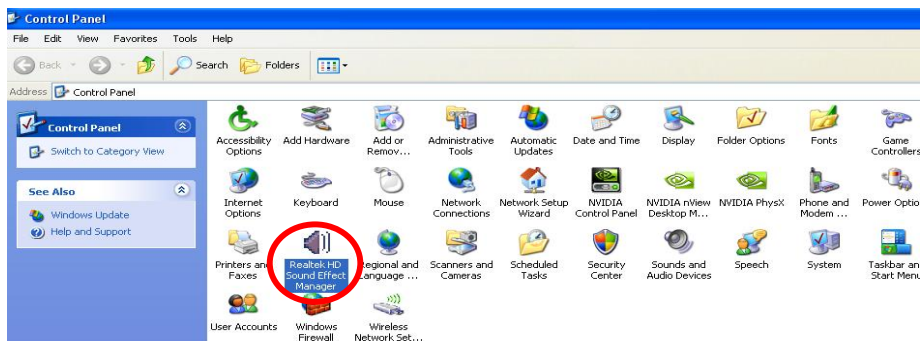 Control Panel
File Edit View Favorites Tools Help
Back Search Folders
Address Control Panel
Control Panel
Switch to Category View
See Also
Windows Update
Help and Support
Accessibility Options
Add Hardware
Add or Remov...
Administrative Tools
Automatic Updates
Date and Time
Display
Folder Options
Fonts
Game Controllers
Internet Options
Keyboard
Mouse
Network Connections
Network Setup Wizard
NVIDIA Control Panel
NVIDIA nView Desktop M...
NVIDIA PhysX
Phone and Modem ...
Power Optio
Printers and Faxes
Realtek HD Sound Effect Manager
Regional and Language ...
Scanners and Cameras
Scheduled Tasks
Security Center
Sounds and Audio Devices
Speech
System
Taskbar an
Start Menu
User Accounts
Windows Firewall
Wireless Network Set...